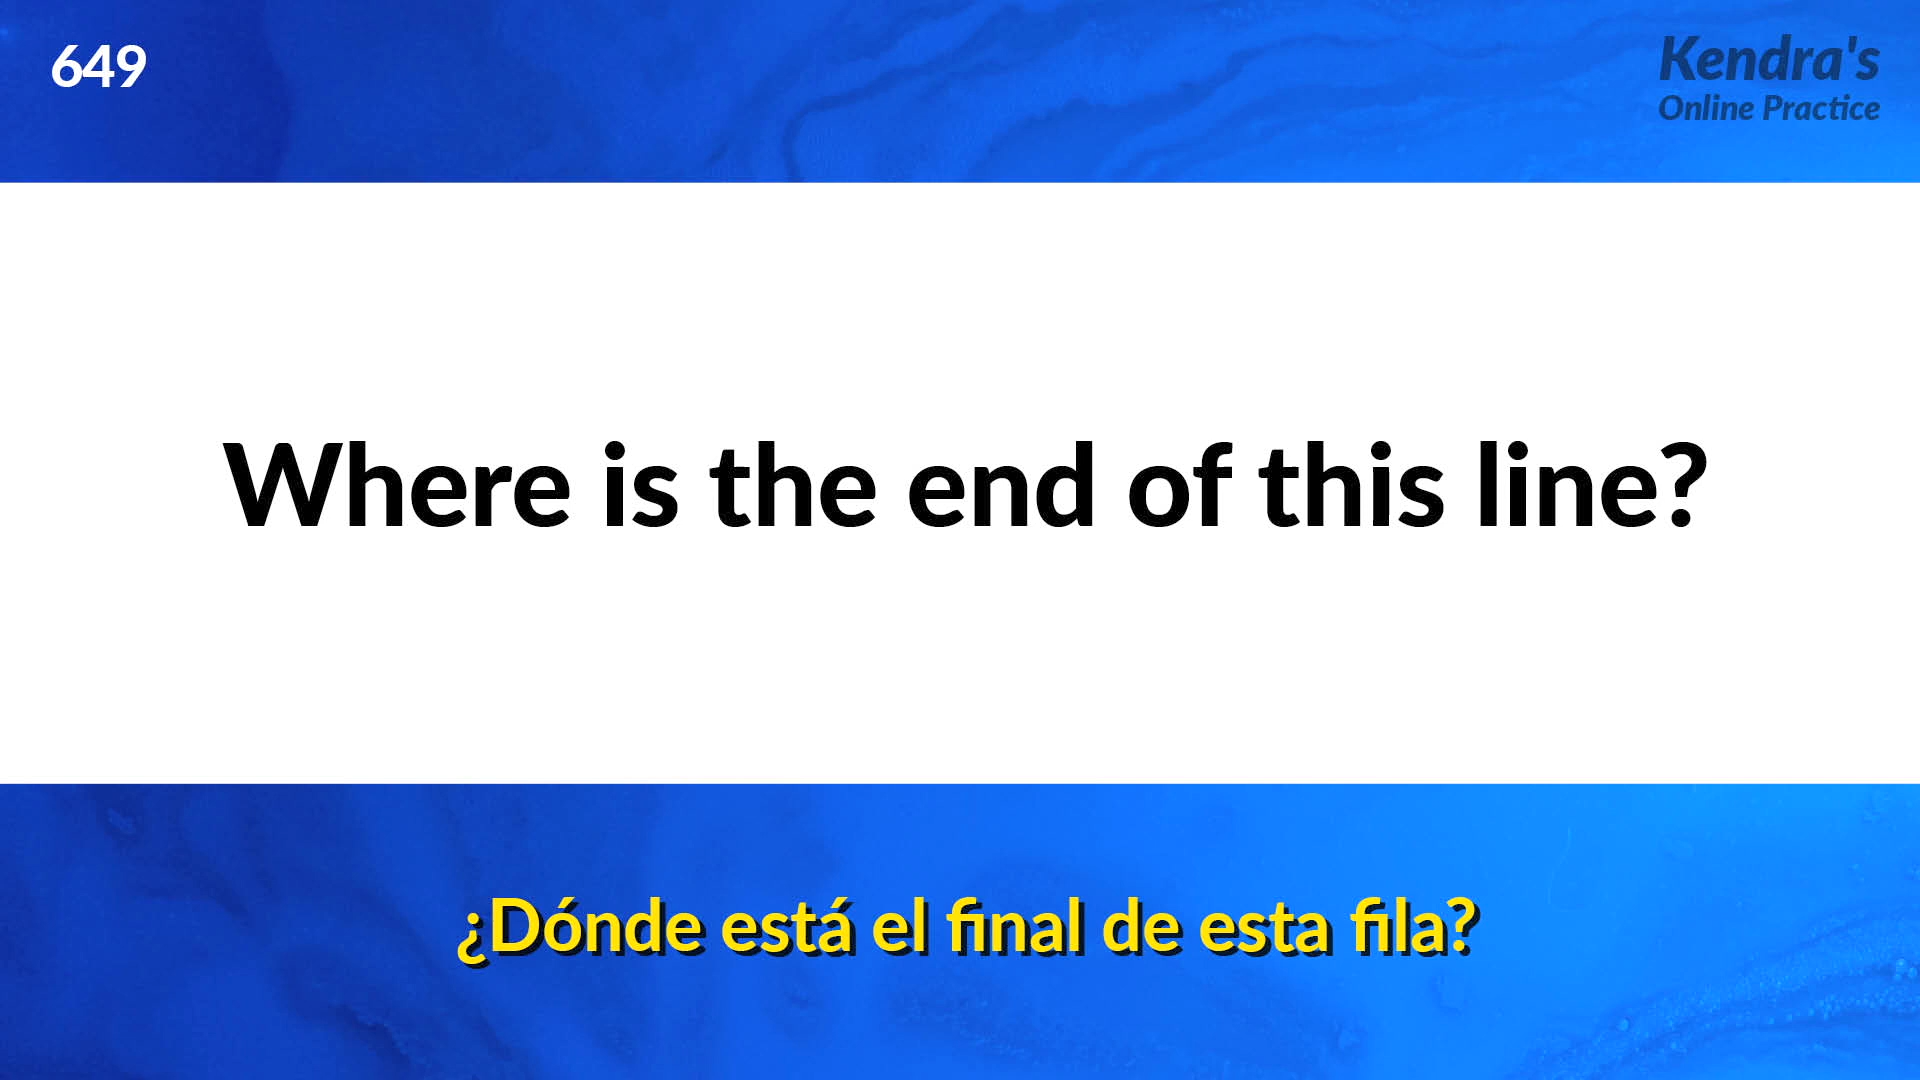 649
Kendra's
Online Practice
Where is the end of this line?
¿Dónde está el final de esta fila?